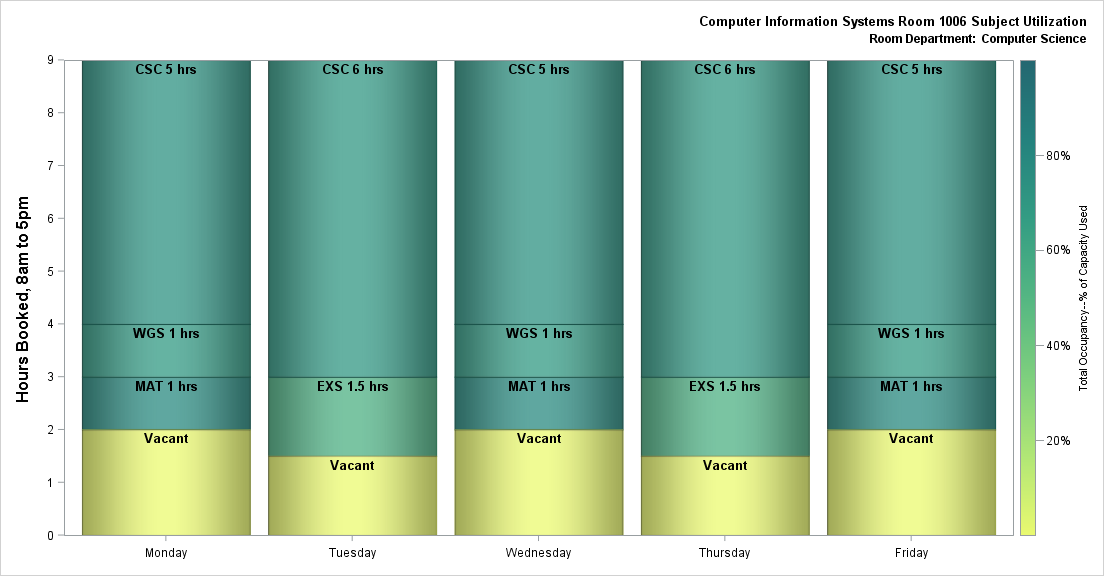 Computer Information Systems Room 1006 Subject Utilization
Room Department: Computer Science
Hours Booked, 8am to 5pm
9
8
7
6
5
4
3
2
1
0
CSC 5 hrs
WGS 1 hrs
MAT 1 hrs
Vacant
CSC 6 hrs
EXS 1.5 hrs
Vacant
CSC 5 hrs
WGS 1 hrs
MAT 1 hrs
Vacant
CSC 6 hrs
EXS 1.5 hrs
Vacant
CSC 5 hrs
WGS 1 hrs
MAT 1 hrs
Vacant
Monday
Tuesday
Wednesday
Thursday
Friday
80%
60%
40%
20%
Total Occupancy--% of Capacity Used